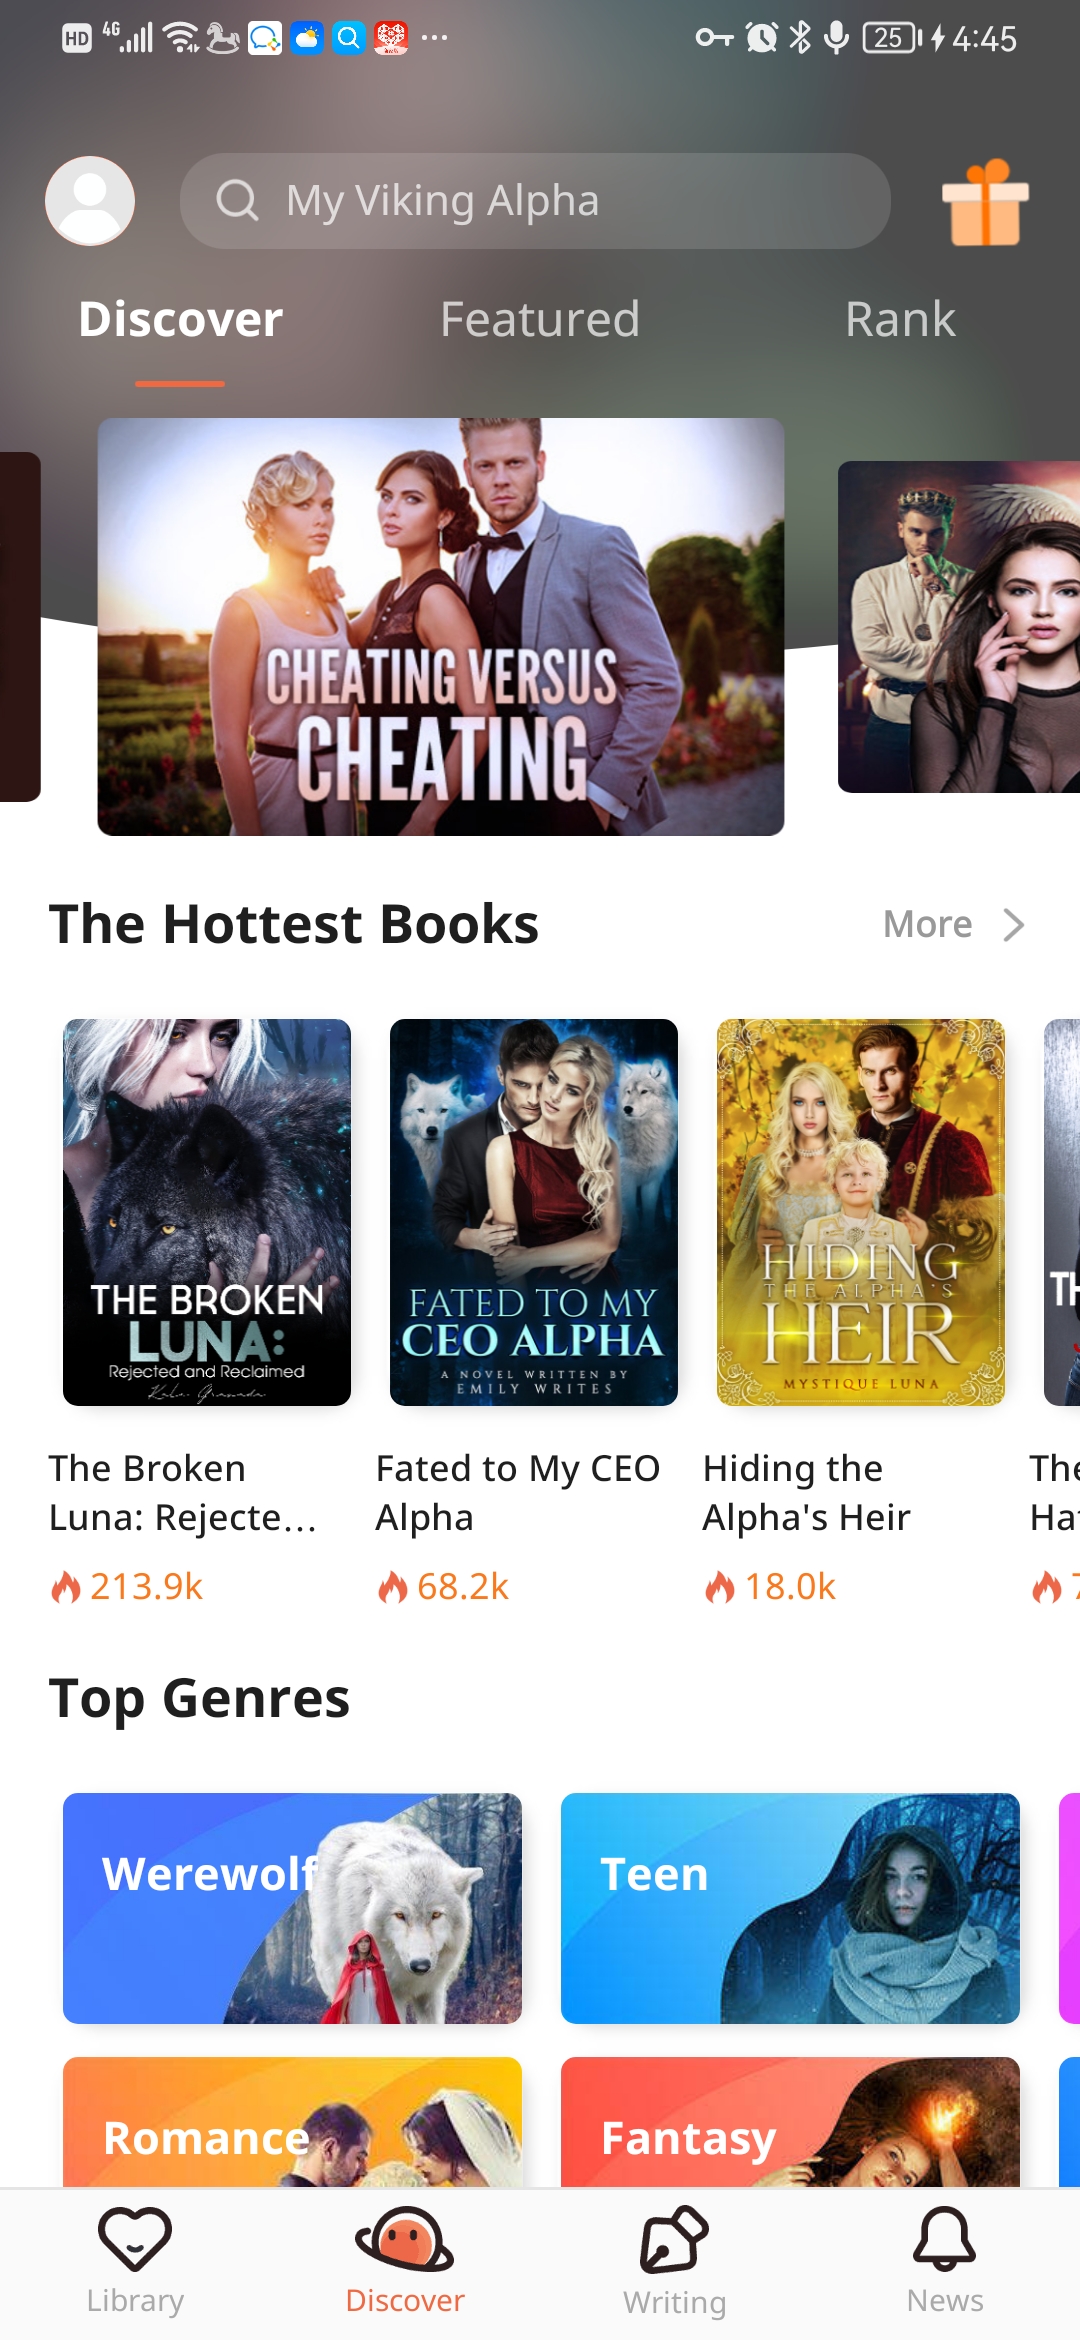 HD 4G 25 4:45
My Viking Alpha
Discover Featured Rank
CHEATING VERSUS
CHEATING
The Hottest Books More
THE BROKEN
LUNA:
Rejected and Reclaimed
FATED TO MY
CEO ALPHA
A NOVEL WRITTEN BY
EMILY WRITES
HIDING
THE ALPHA'S
HEIR
MYSTIQUE LUNA
The Broken
Luna: Rejecte...
213.9k
Fated to My CEO
Alpha
68.2k
Hiding the
Alpha's Heir
18.0k
The
Top Genres
Werewolf Teen
Romance Fantasy
Library Discover Writing News